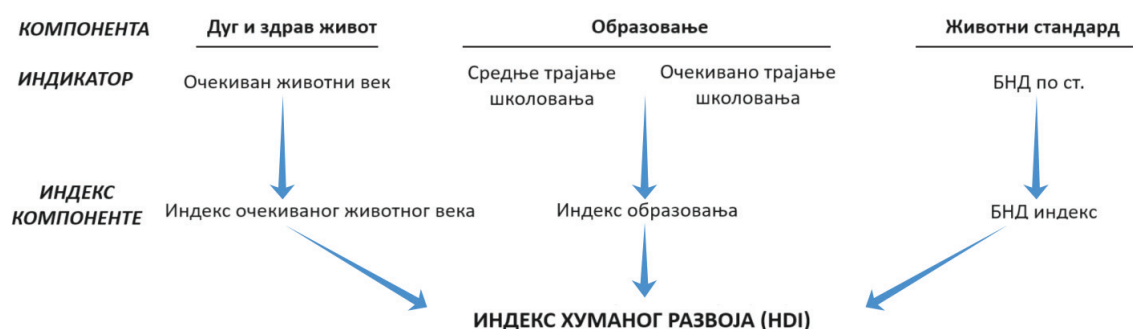 КОМПОНЕНТА
Дуг и здрав живот
Образовање
Животни стандард
ИНДИКАТОР
Очекиван животни век
Средње трајање
школовања
Очекивано трајање
школовања
БНД по ст.
ИНДЕКС
КОМПОНЕНТЕ
Индекс очекиваног животног века
Индекс образовања
БНД индекс
ИНДЕКС ХУМАНОГ РАЗВОЈА (HDI)